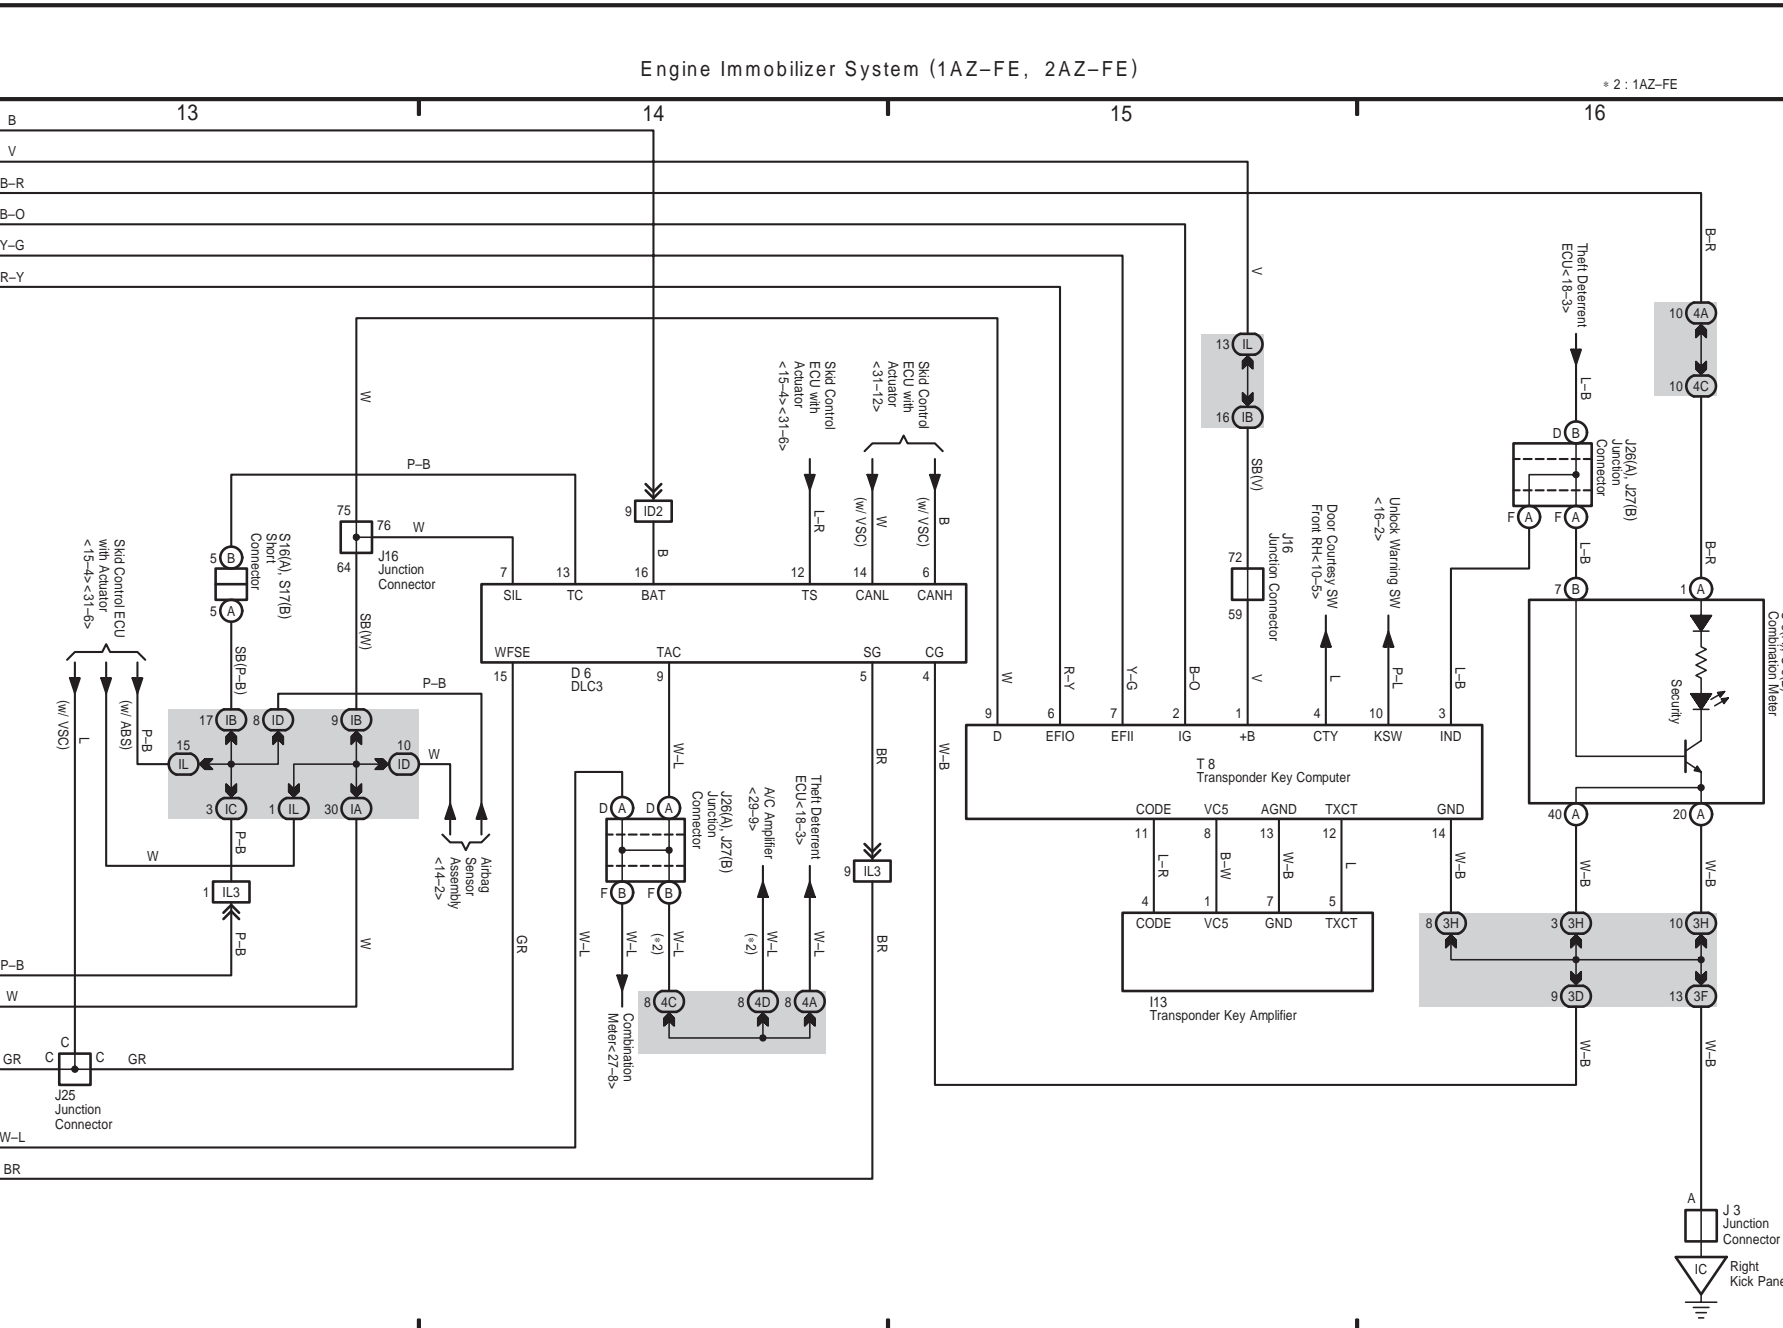 Engine Immobilizer System (1AZ–FE, 2AZ–FE)
* 2 : 1AZ–FE
13
14
15
16
B
V
B–R
B–O
Y–G
R–Y
W
P–B
75
76
W
64
J16
Junction
Connector
SB(W)
5
B
5
A
S16(A), S17(B)
Short
Connector
SB(P–B)
Skid Control ECU
with Actuator
<15–4><31–6>
(w/ VSC)
L
(w/ ABS)
P–B
P–B
17
IB
8
ID
9
IB
15
IL
10
ID
W
3
IC
1
IL
30
IA
P–B
W
1
IL3
P–B
W
Airbag
Sensor
Assembly
<14–2>
P–B
W
GR
C
C
C
GR
J25
Junction
Connector
W–L
BR
9
ID2
B
Skid Control
ECU with
Actuator
<15–4><31–6>
Skid Control
ECU with
Actuator
<31–12>
L–R
(w/ VSC)
W
(w/ VSC)
B
7
13
16
12
14
6
SIL
TC
BAT
TS
CANL
CANH
WFSE
TAC
SG
CG
15
D 6
DLC3
9
5
4
GR
W–L
BR
W–B
D
A
D
A
J26(A), J27(B)
Junction
Connector
F
B
F
B
W–L
W–L
(*2)
W–L
(*2)
W–L
W–L
A/C Amplifier
<29–9>
Theft Deterrent
ECU<18–3>
8
4C
8
4D
8
4A
Combination
Meter<27–8>
9
IL3
BR
V
13
IL
16
IB
SB(V)
72
59
J16
Junction Connector
V
W
R–Y
Y–G
B–O
Door Courtesy SW
Front RH<10–5>
L
Unlock Warning SW
<16–2>
P–L
L–B
9
6
7
2
1
4
10
3
D
EFIO
EFII
IG
+B
CTY
KSW
IND
T 8
Transponder Key Computer
CODE
VC5
AGND
TXCT
GND
11
8
13
12
14
L–R
B–W
W–B
L
W–B
4
1
7
5
CODE
VC5
GND
TXCT
I13
Transponder Key Amplifier
Theft Deterrent
ECU<18–3>
L–B
D
B
J26(A), J27(B)
Junction
Connector
F
A
F
A
L–B
7
B
B–R
10
4A
10
4C
B–R
1
A
Combination Meter
Security
40
A
20
A
W–B
W–B
8
3H
3
3H
10
3H
9
3D
13
3F
W–B
W–B
A
J 3
Junction
Connector
IC
Right
Kick Pane